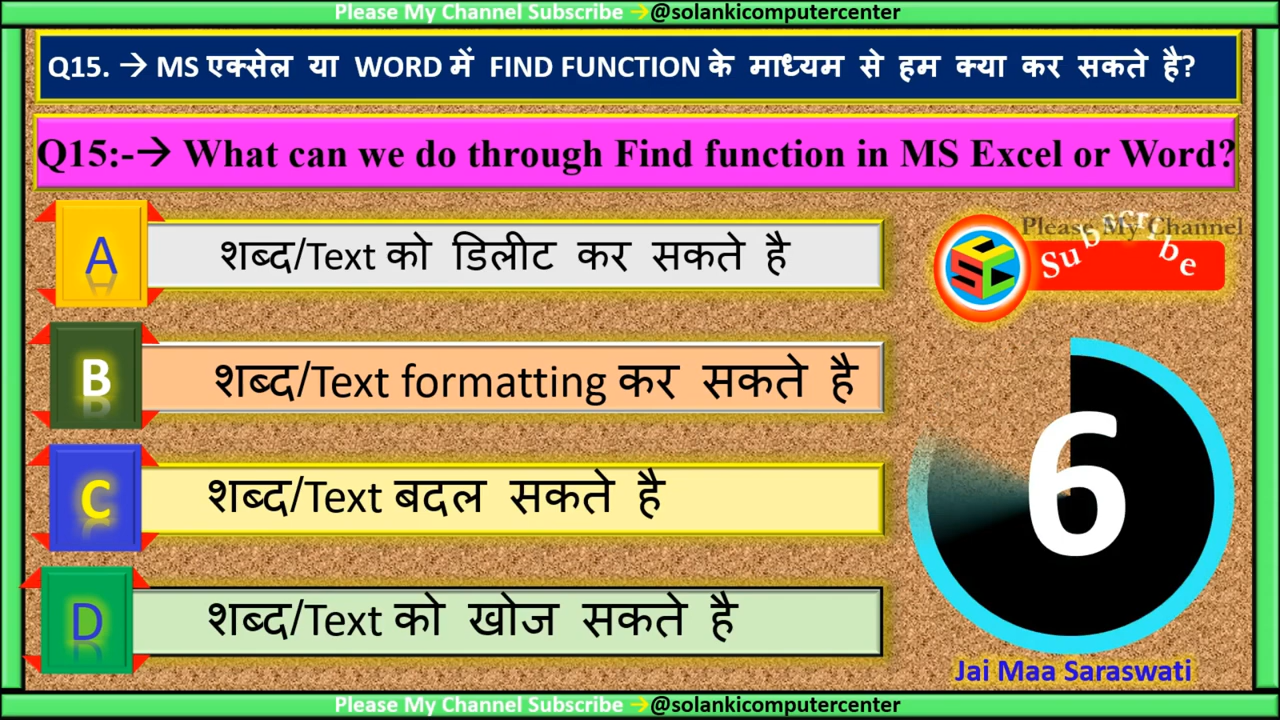 Please My Channel Subscribe →@solankicomputercenter
Q15. → MS एक्सेल या WORD में FIND FUNCTION के माध्यम से हम क्या कर सकते है?
Q15:-→ What can we do through Find function in MS Excel or Word?
A शब्द/Text को डिलीट कर सकते है
Please My Channel
Subscribe
SCC
B शब्द/Text formatting कर सकते है
6
C शब्द/Text बदल सकते है
D शब्द/Text को खोज सकते है
Jai Maa Saraswati
Please My Channel Subscribe →@solankicomputercenter